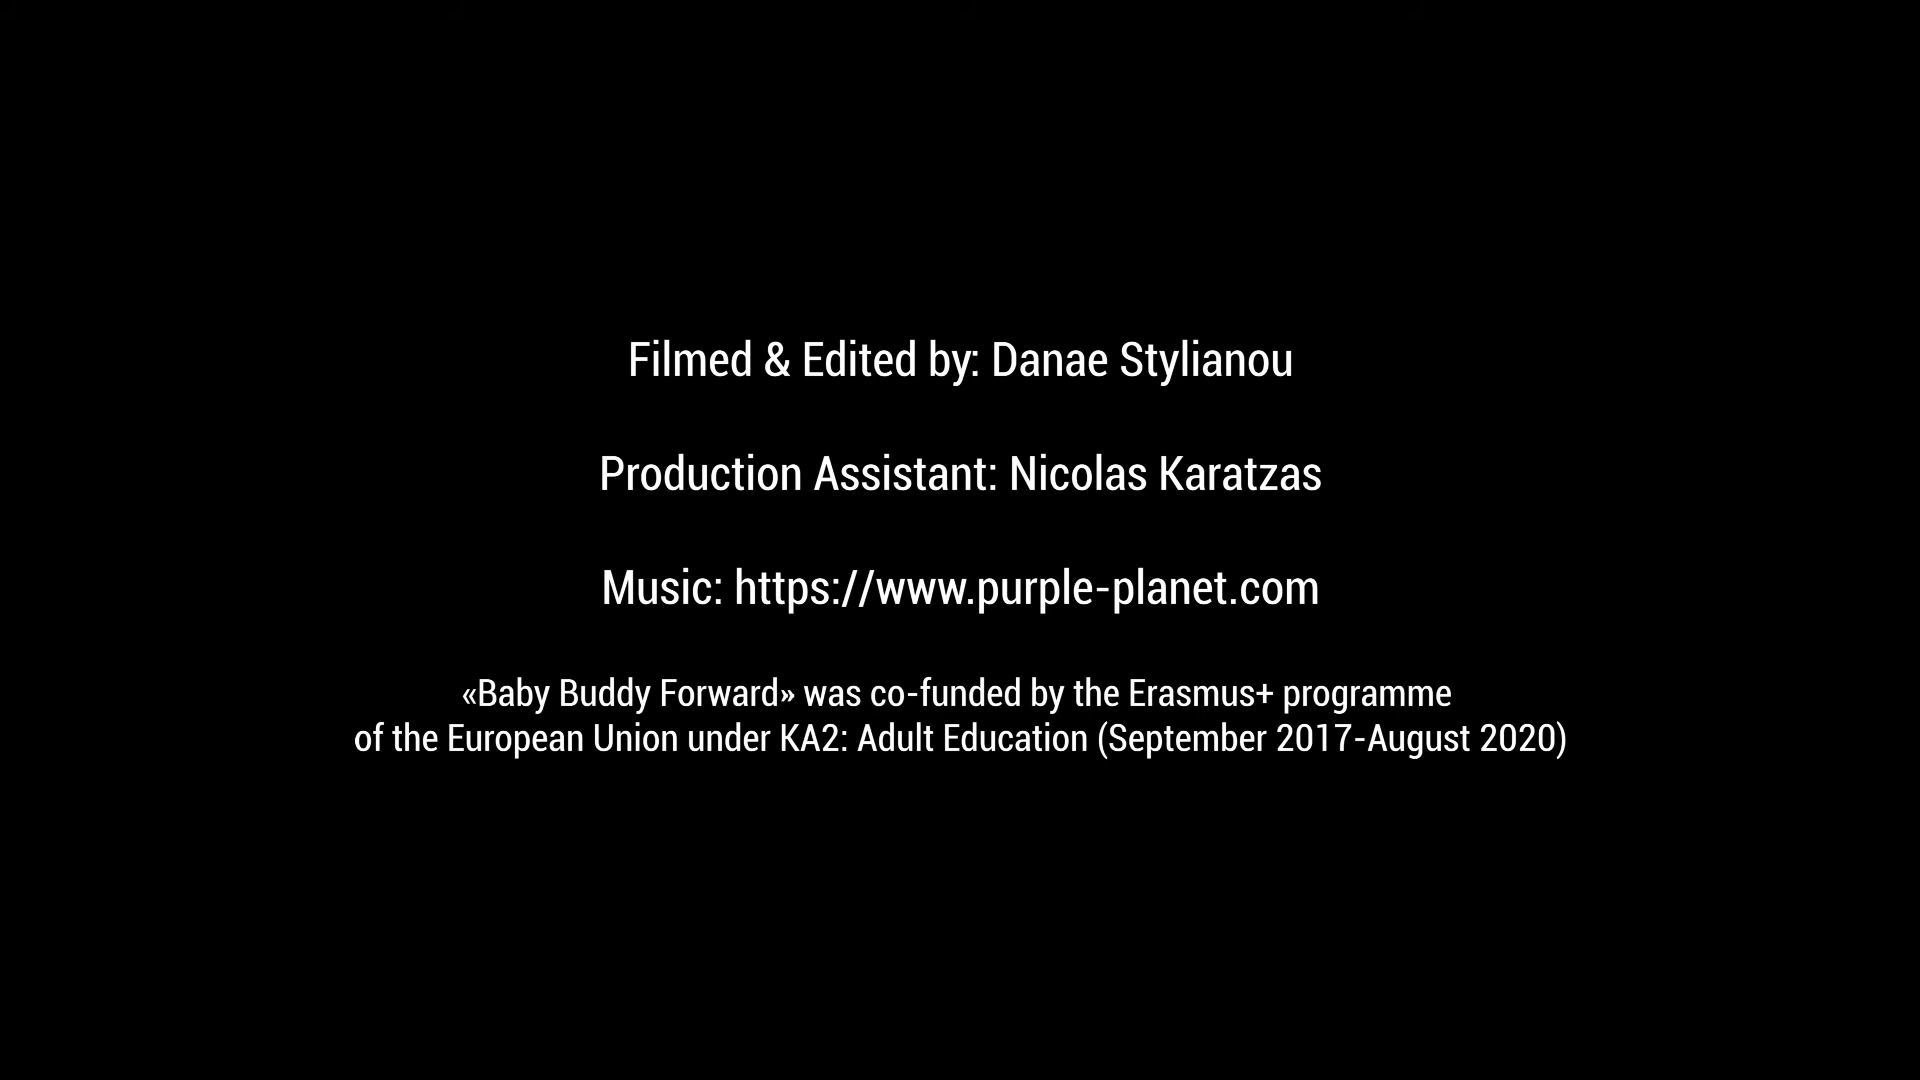 Filmed & Edited by: Danae Stylianou
Production Assistant: Nicolas Karatzas
Music: https://www.purple-planet.com
«Baby Buddy Forward» was co-funded by the Erasmus+ programme
of the European Union under KA2: Adult Education (September 2017-August 2020)